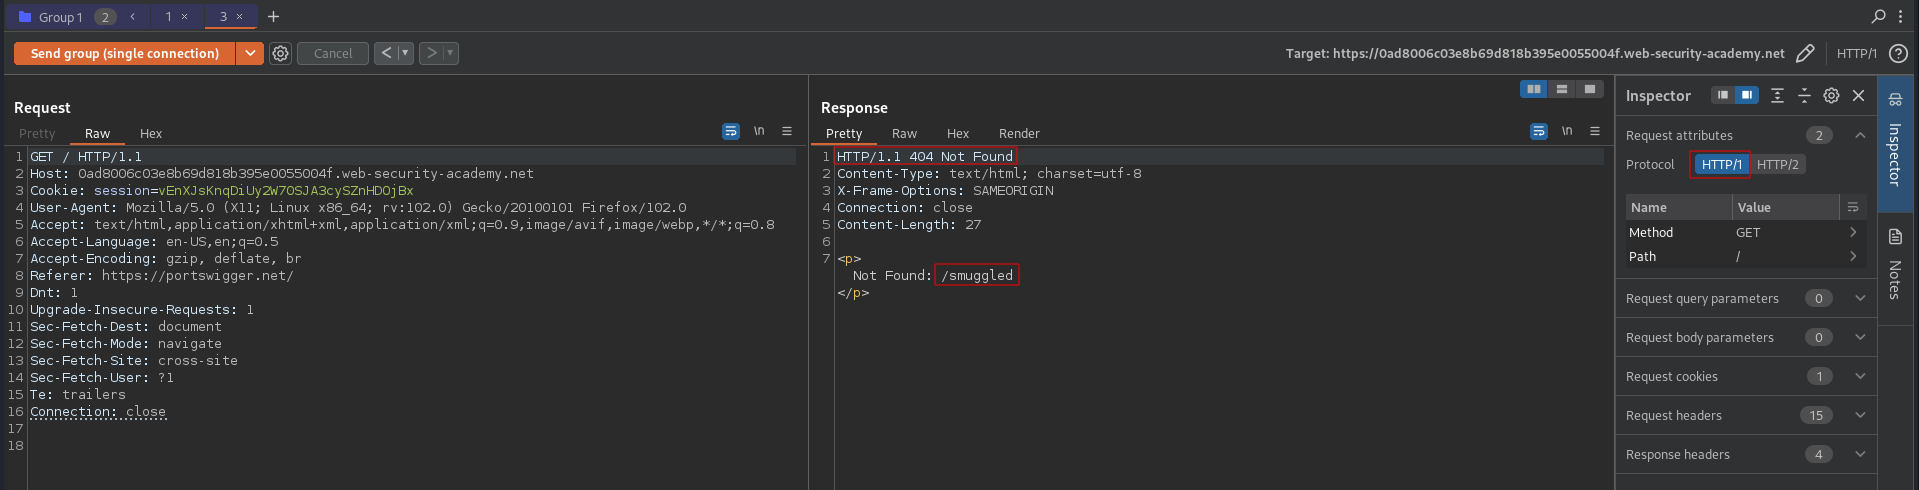 Group 1 2 < 1 × 3 × +
Send group (single connection) Cancel < > Target: https://0ad8006c03e8b69d818b395e0055004f.web-security-academy.net HTTP/1 ?
Request
Pretty Raw Hex \n
1 GET / HTTP/1.1
2 Host: 0ad8006c03e8b69d818b395e0055004f.web-security-academy.net
3 Cookie: session=vEnXJsKnqDiUy2W70SJA3cySZnHDOjBx
4 User-Agent: Mozilla/5.0 (X11; Linux x86_64; rv:102.0) Gecko/20100101 Firefox/102.0
5 Accept: text/html,application/xhtml+xml,application/xml;q=0.9,image/avif,image/webp,*/*;q=0.8
6 Accept-Language: en-US,en;q=0.5
7 Accept-Encoding: gzip, deflate, br
8 Referer: https://portswigger.net/
9 Dnt: 1
10 Upgrade-Insecure-Requests: 1
11 Sec-Fetch-Dest: document
12 Sec-Fetch-Mode: navigate
13 Sec-Fetch-Site: cross-site
14 Sec-Fetch-User: ?1
15 Te: trailers
16 Connection: close
17
18
Response
Pretty Raw Hex Render \n
1 HTTP/1.1 404 Not Found
2 Content-Type: text/html; charset=utf-8
3 X-Frame-Options: SAMEORIGIN
4 Connection: close
5 Content-Length: 27
6
7 <p>
Not Found: /smuggled
</p>
Inspector
Request attributes 2
Protocol HTTP/1 HTTP/2
Name Value
Method GET
Path /
Request query parameters 0
Request body parameters 0
Request cookies 1
Request headers 15
Response headers 4
Inspector
Notes